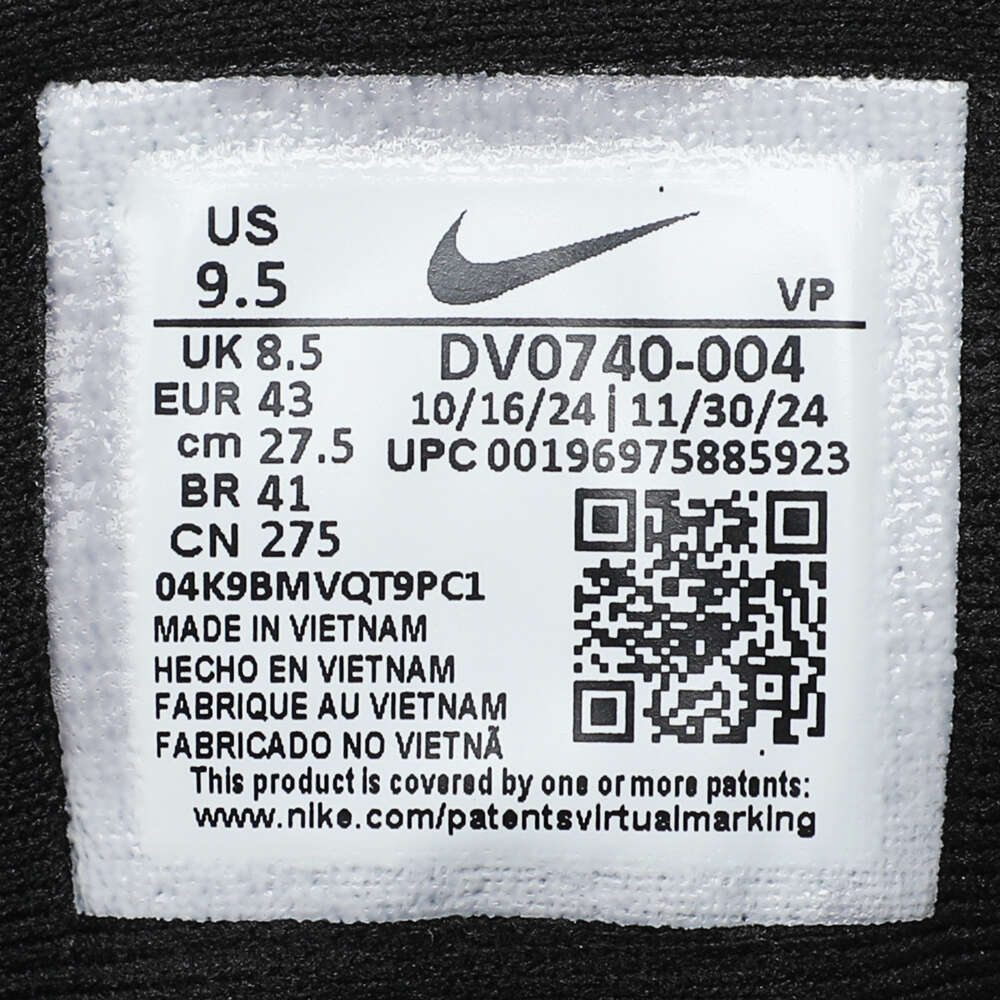 US
9.5
VP
UK 8.5
EUR 43
cm 27.5
BR 41
CN 275
DV0740-004
10/16/24 | 11/30/24
UPC 00196975885923
04K9BMVQT9PC1
MADE IN VIETNAM
HECHO EN VIETNAM
FABRIQUE AU VIETNAM
FABRICADO NO VIETNÃ
This product is covered by one or more patents:
www.nike.com/patentsvirtualmarking